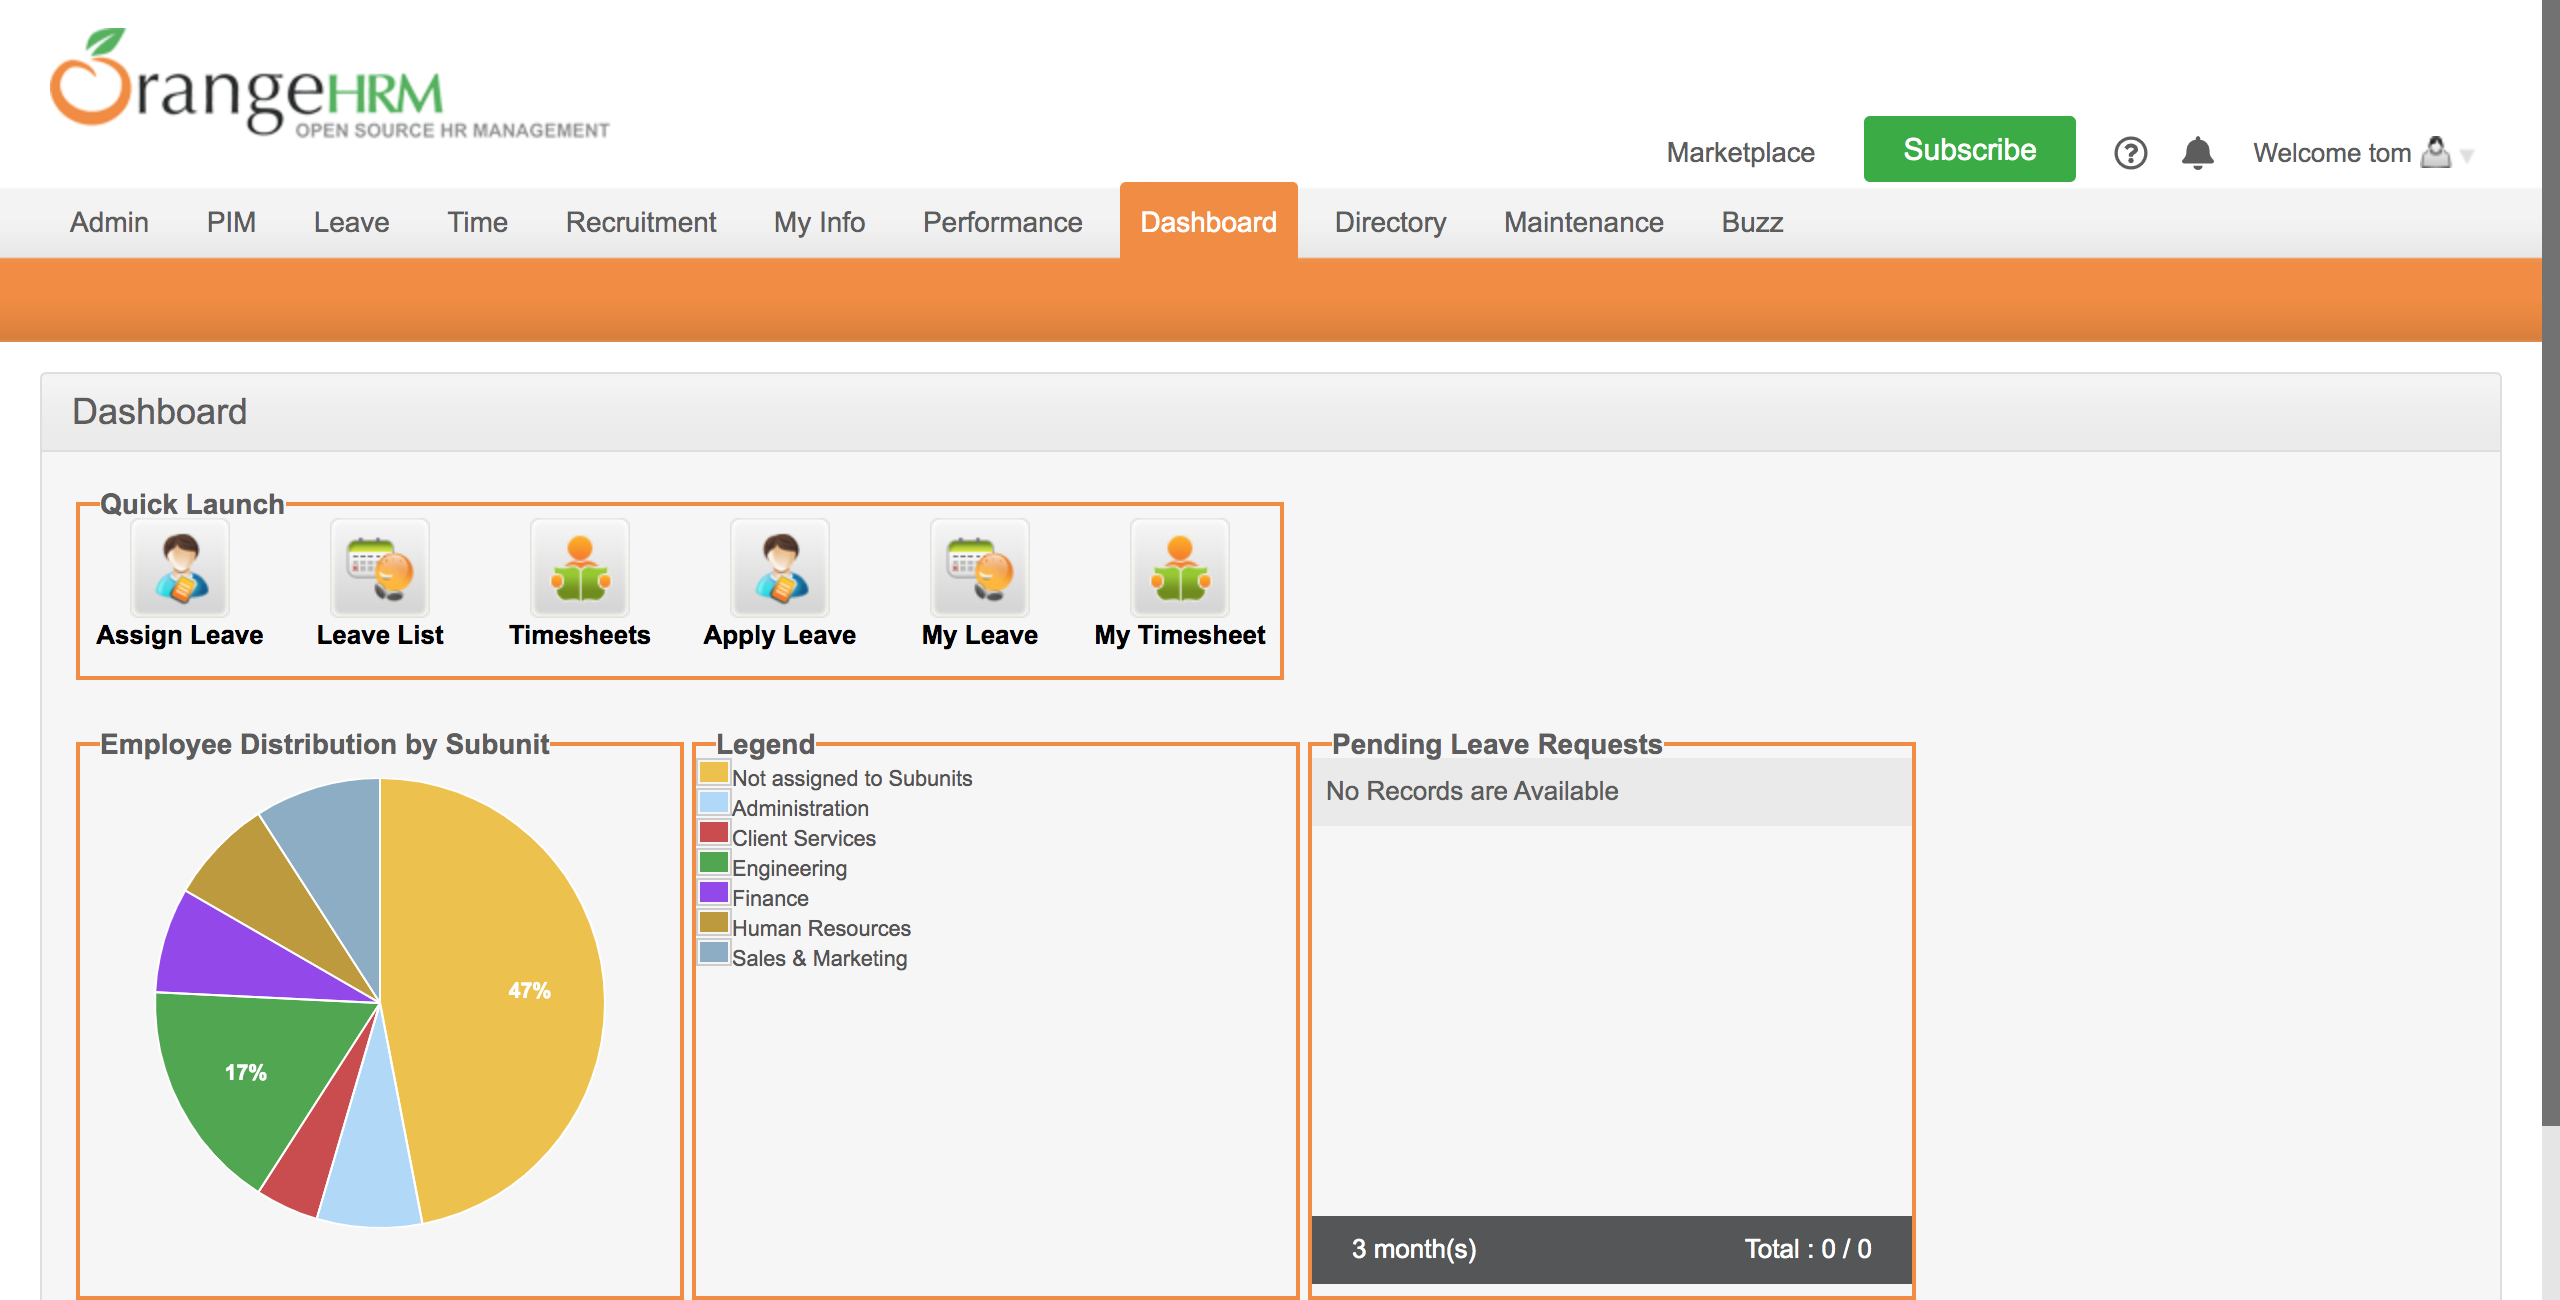 OrangeHRM
OPEN SOURCE HR MANAGEMENT
Marketplace Subscribe Welcome tom
Admin PIM Leave Time Recruitment My Info Performance Dashboard Directory Maintenance Buzz
Dashboard
Quick Launch
Assign Leave Leave List Timesheets Apply Leave My Leave My Timesheet
Employee Distribution by Subunit
47%
17%
Legend
Not assigned to Subunits
Administration
Client Services
Engineering
Finance
Human Resources
Sales & Marketing
Pending Leave Requests
No Records are Available
3 month(s) Total : 0 / 0